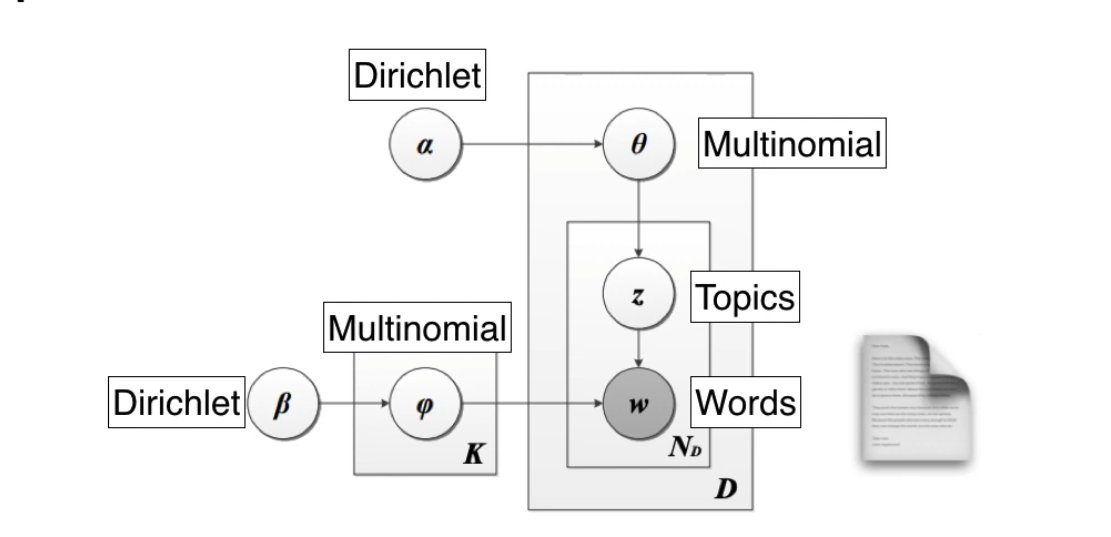 Dirichlet
α
θ
Multinomial
z
Topics
Multinomial
Dirichlet
β
φ
w
Words
K
N_D
D